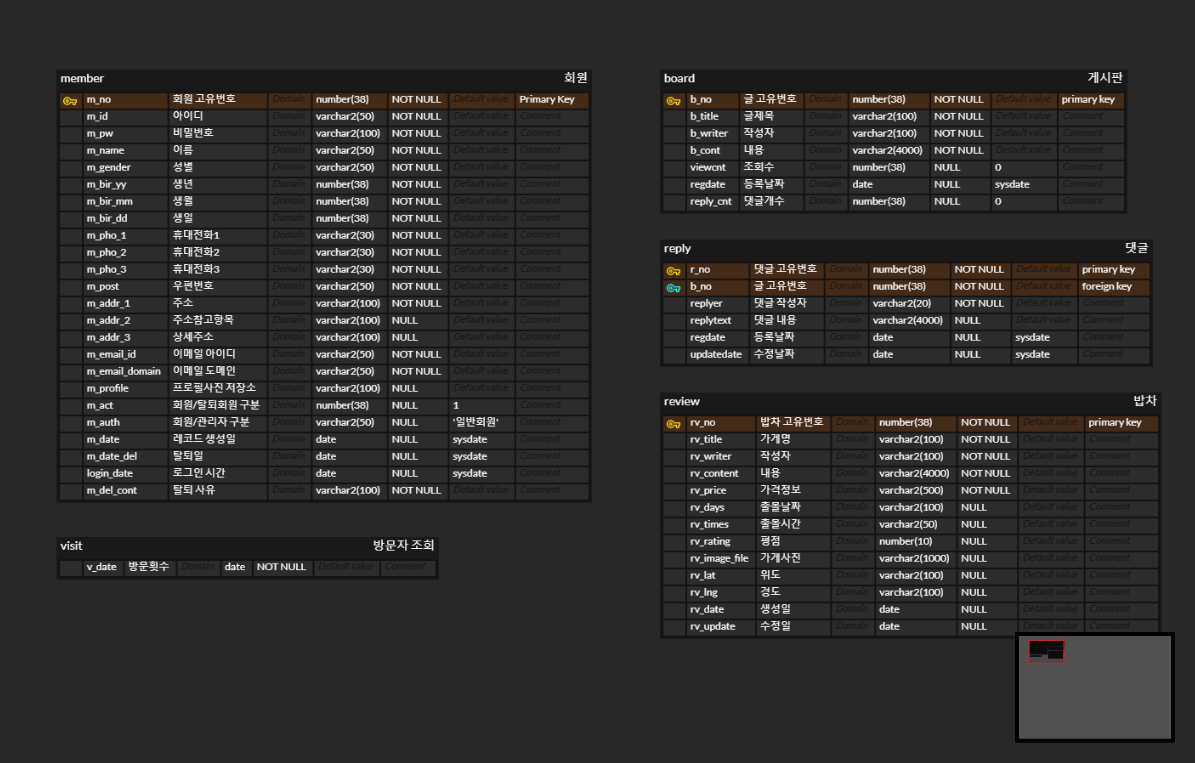 member 회원
m_no 회원 고유번호 Domain number(38) NOT NULL Default value Primary Key
m_id 아이디 Domain varchar2(50) NOT NULL Default value Comment
m_pw 비밀번호 Domain varchar2(100) NOT NULL Default value Comment
m_name 이름 Domain varchar2(50) NOT NULL Default value Comment
m_gender 성별 Domain varchar2(50) NOT NULL Default value Comment
m_bir_yy 생년 Domain number(38) NOT NULL Default value Comment
m_bir_mm 생월 Domain number(38) NOT NULL Default value Comment
m_bir_dd 생일 Domain number(38) NOT NULL Default value Comment
m_pho_1 휴대전화1 Domain varchar2(30) NOT NULL Default value Comment
m_pho_2 휴대전화2 Domain varchar2(30) NOT NULL Default value Comment
m_pho_3 휴대전화3 Domain varchar2(30) NOT NULL Default value Comment
m_post 우편번호 Domain varchar2(50) NOT NULL Default value Comment
m_addr_1 주소 Domain varchar2(100) NOT NULL Default value Comment
m_addr_2 주소참고항목 Domain varchar2(100) NULL Default value Comment
m_addr_3 상세주소 Domain varchar2(100) NULL Default value Comment
m_email_id 이메일 아이디 Domain varchar2(50) NOT NULL Default value Comment
m_email_domain 이메일 도메인 Domain varchar2(50) NOT NULL Default value Comment
m_profile 프로필사진 저장소 Domain varchar2(100) NULL Default value Comment
m_act 회원/탈퇴회원 구분 Domain number(38) NULL 1 Comment
m_auth 회원/관리자 구분 Domain varchar2(50) NULL '일반회원' Comment
m_date 레코드 생성일 Domain date NULL sysdate Comment
m_date_del 탈퇴일 Domain date NULL sysdate Comment
login_date 로그인 시간 Domain date NULL sysdate Comment
m_del_cont 탈퇴 사유 Domain varchar2(100) NOT NULL Default value Comment
visit 방문자 조회
v_date 방문횟수 Domain date NOT NULL Default value Comment
board 게시판
b_no 글 고유번호 Domain number(38) NOT NULL Default value primary key
b_title 글제목 Domain varchar2(100) NOT NULL Default value Comment
b_writer 작성자 Domain varchar2(100) NOT NULL Default value Comment
b_cont 내용 Domain varchar2(4000) NOT NULL Default value Comment
viewcnt 조회수 Domain number(38) NULL 0 Comment
regdate 등록날짜 Domain date NULL sysdate Comment
reply_cnt 댓글개수 Domain number(38) NULL 0 Comment
reply 댓글
r_no 댓글 고유번호 Domain number(38) NOT NULL Default value primary key
b_no 글 고유번호 Domain number(38) NOT NULL Default value foreign key
replyer 댓글 작성자 Domain varchar2(20) NOT NULL Default value Comment
replytext 댓글 내용 Domain varchar2(4000) NULL Default value Comment
regdate 등록날짜 Domain date NULL sysdate Comment
updatedate 수정날짜 Domain date NULL sysdate Comment
review 밥차
rv_no 밥차 고유번호 Domain number(38) NOT NULL Default value primary key
rv_title 가게명 Domain varchar2(100) NOT NULL Default value Comment
rv_writer 작성자 Domain varchar2(100) NOT NULL Default value Comment
rv_content 내용 Domain varchar2(4000) NOT NULL Default value Comment
rv_price 가격정보 Domain varchar2(500) NOT NULL Default value Comment
rv_days 출몰날짜 Domain varchar2(100) NULL Default value Comment
rv_times 출몰시간 Domain varchar2(50) NULL Default value Comment
rv_rating 평점 Domain number(10) NULL Default value Comment
rv_image_file 가게사진 Domain varchar2(1000) NULL Default value Comment
rv_lat 위도 Domain varchar2(100) NULL Default value Comment
rv_lng 경도 Domain varchar2(100) NULL Default value Comment
rv_date 생성일 Domain date NULL Default value Comment
rv_update 수정일 Domain date NULL Default value Comment